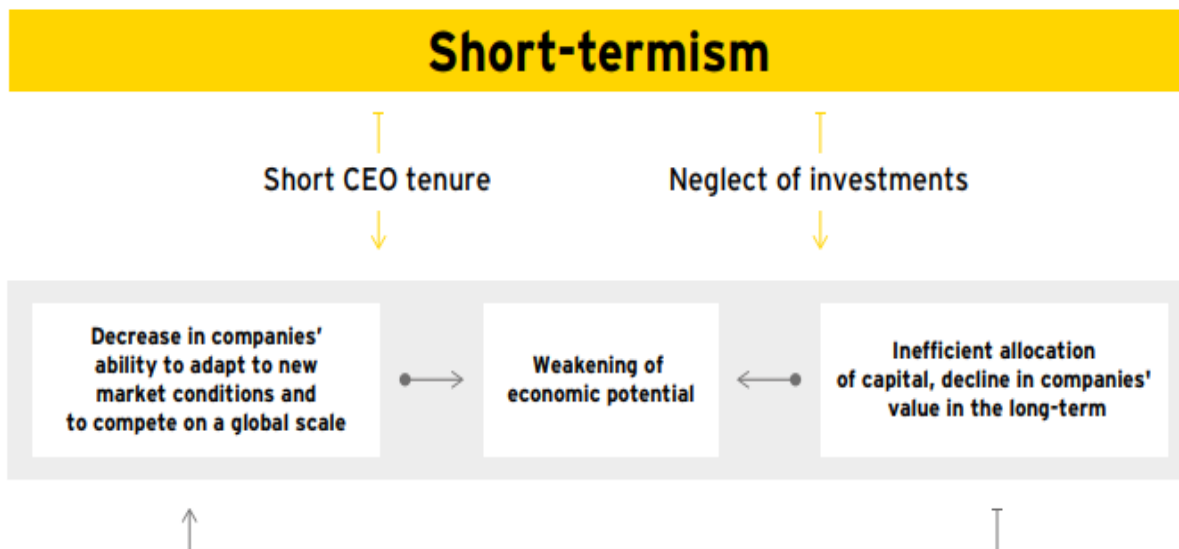 Short-termism
Short CEO tenure
Neglect of investments
Decrease in companies'
ability to adapt to new
market conditions and
to compete on a global scale
Weakening of
economic potential
Inefficient allocation
of capital, decline in companies'
value in the long-term